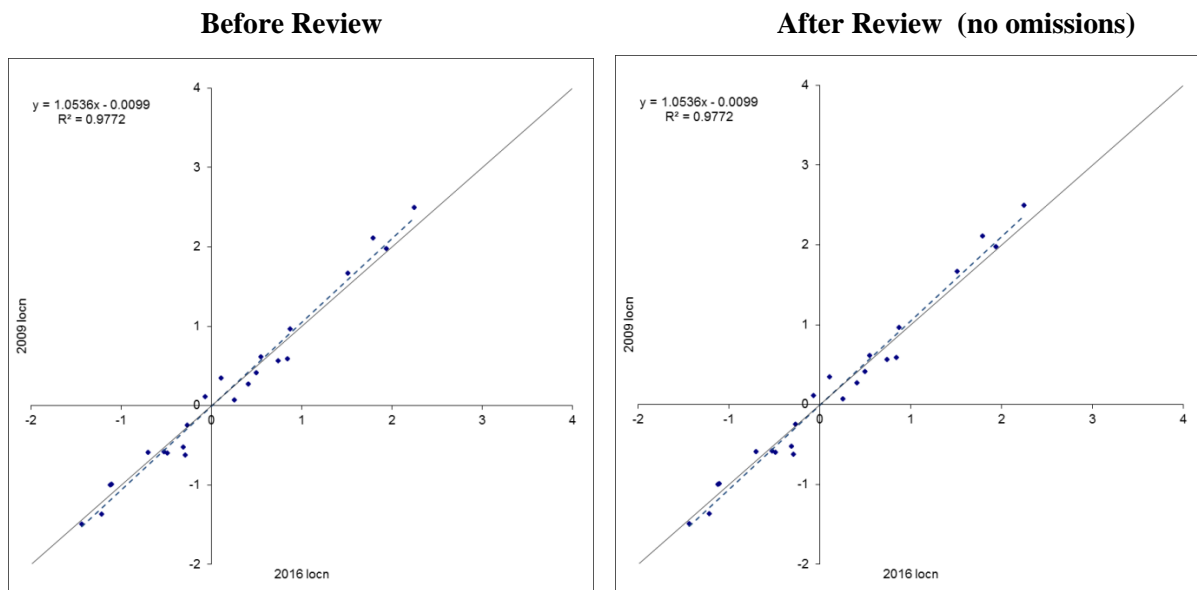 Before Review
After Review (no omissions)
y = 1.0536x - 0.0099
R² = 0.9772
4
3
2
1
0
-1
-2
-2
-1
0
1
2
3
4
2009 locn
2016 locn
y = 1.0536x - 0.0099
R² = 0.9772
4
3
2
1
0
-1
-2
-2
-1
0
1
2
3
4
2009 locn
2016 locn